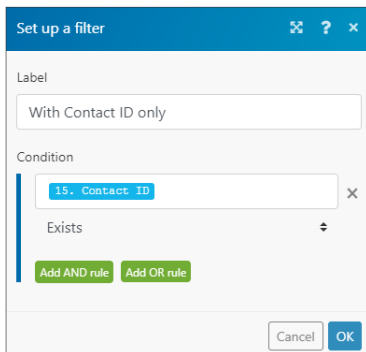 Set up a filter ?
Label
With Contact ID only
Condition
15. Contact ID
Exists
Add AND rule Add OR rule
Cancel OK